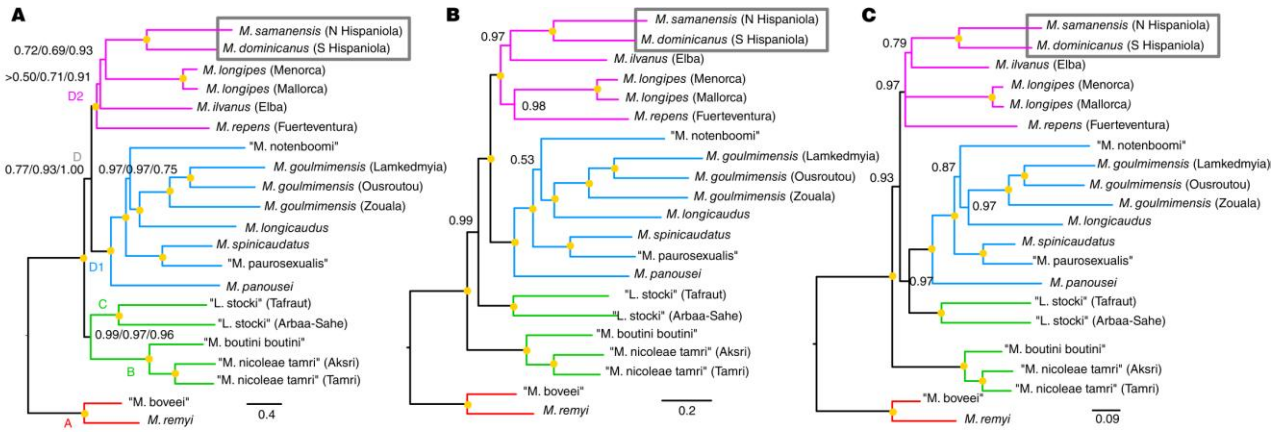 A
M. samanensis (N Hispaniola)
M. dominicanus (S Hispaniola)
0.72/0.69/0.93
M. longipes (Menorca)
>0.50/0.71/0.91
M. longipes (Mallorca)
D2
M. ilvanus (Elba)
M. repens (Fuerteventura)
"M. notenboomi"
D
0.77/0.93/1.00
0.97/0.97/0.75
M. goulmimensis (Lamkedmyia)
M. goulmimensis (Ousroutou)
M. goulmimensis (Zouala)
M. longicaudus
M. spinicaudatus
"M. paurosexualis"
D1
M. panousei
C
"L. stocki" (Tafraut)
"L. stocki" (Arbaa-Sahe)
0.99/0.97/0.96
"M. boutini boutini"
"M. nicoleae tamri" (Aksri)
B
"M. nicoleae tamri" (Tamri)
"M. boveei"
A
M. remyi
0.4
B
M. samanensis (N Hispaniola)
0.97
M. dominicanus (S Hispaniola)
M. ilvanus (Elba)
M. longipes (Menorca)
M. longipes (Mallorca)
0.98
M. repens (Fuerteventura)
"M. notenboomi"
0.53
M. goulmimensis (Lamkedmyia)
M. goulmimensis (Ousroutou)
M. goulmimensis (Zouala)
0.99
M. longicaudus
M. spinicaudatus
"M. paurosexualis"
M. panousei
"L. stocki" (Tafraut)
"L. stocki" (Arbaa-Sahe)
"M. boutini boutini"
"M. nicoleae tamri" (Aksri)
"M. nicoleae tamri" (Tamri)
"M. boveei"
M. remyi
0.2
C
M. samanensis (N Hispaniola)
0.79
M. dominicanus (S Hispaniola)
M. ilvanus (Elba)
0.97
M. longipes (Menorca)
M. longipes (Mallorca)
M. repens (Fuerteventura)
"M. notenboomi"
0.87
M. goulmimensis (Lamkedmyia)
0.93
M. goulmimensis (Ousroutou)
0.97
M. goulmimensis (Zouala)
M. longicaudus
M. spinicaudatus
"M. paurosexualis"
0.97
M. panousei
"L. stocki" (Tafraut)
"L. stocki" (Arbaa-Sahe)
"M. boutini boutini"
"M. nicoleae tamri" (Aksri)
"M. nicoleae tamri" (Tamri)
"M. boveei"
M. remyi
0.09